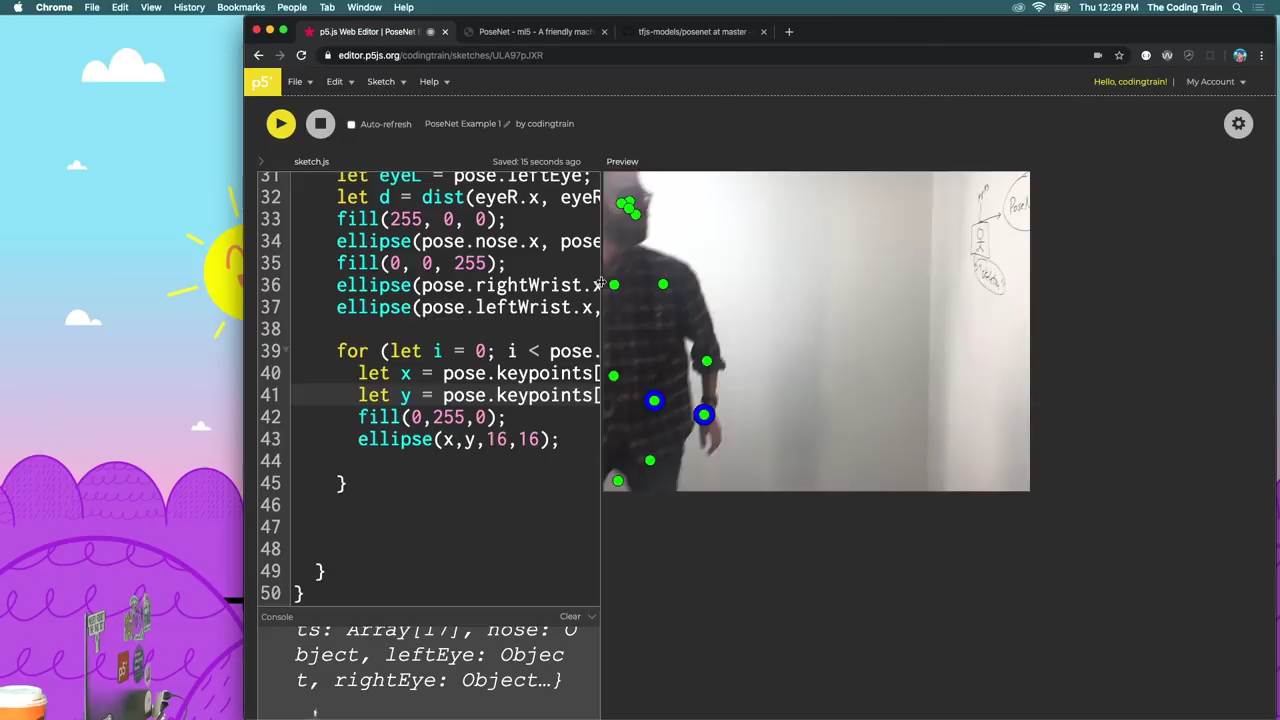 Chrome File Edit View History Bookmarks People Tab Window Help
Thu 12:29 PM The Coding Train
p5.js Web Editor | PoseNet
PoseNet - ml5 - A friendly mach
tfjs-models/posenet at master
editor.p5js.org/codingtrain/sketches/ULA97pJXR
p5* File Edit Sketch Help
Hello, codingtrain! | My Account
Auto-refresh PoseNet Example 1 by codingtrain
sketch.js Saved: 15 seconds ago Preview
31 let eyeL = pose.leftEye;
32 let d = dist(eyeR.x, eyeR
33 fill(255, 0, 0);
34 ellipse(pose.nose.x, pose
35 fill(0, 0, 255);
36 ellipse(pose.rightWrist.x
37 ellipse(pose.leftWrist.x,
38
39 for (let i = 0; i < pose.
40 let x = pose.keypoints[
41 let y = pose.keypoints[
42 fill(0,255,0);
43 ellipse(x,y,16,16);
44
45 }
46
47
48
49 }
50 }
Console Clear
ts: Array[17], nose: O
bject, leftEye: Objec
t, rightEye: Object…}